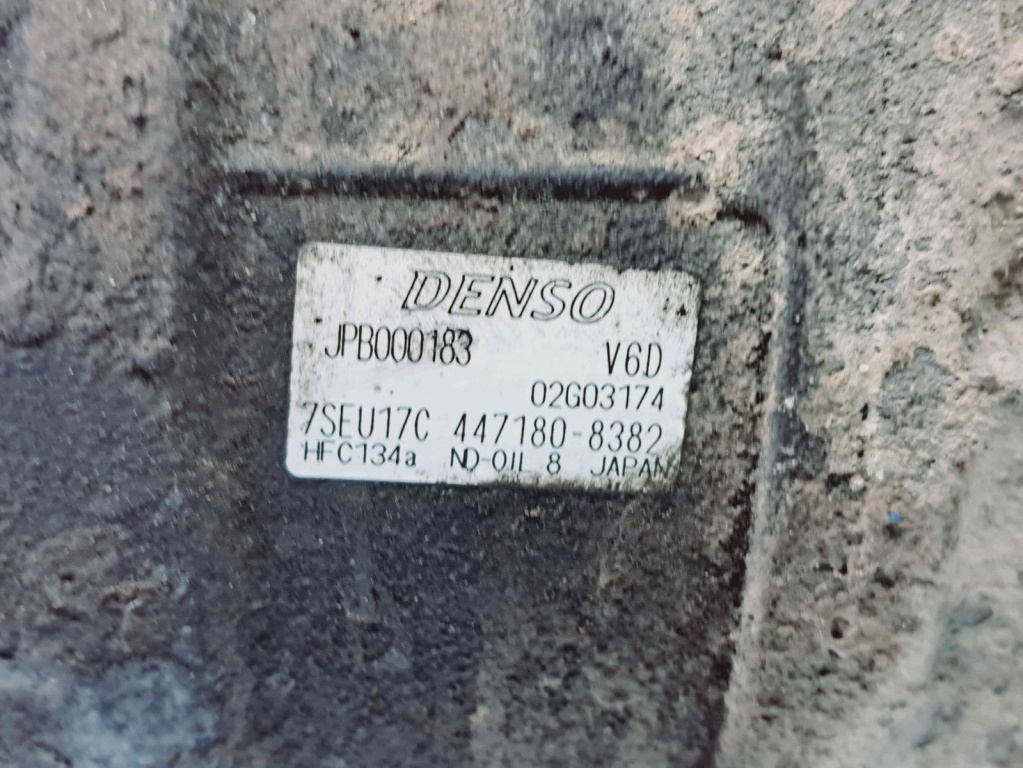 DENSO
JPB000183 V6D
02G03174
7SEU17C 447180-8382
HFC134a ND-OIL 8 JAPAN